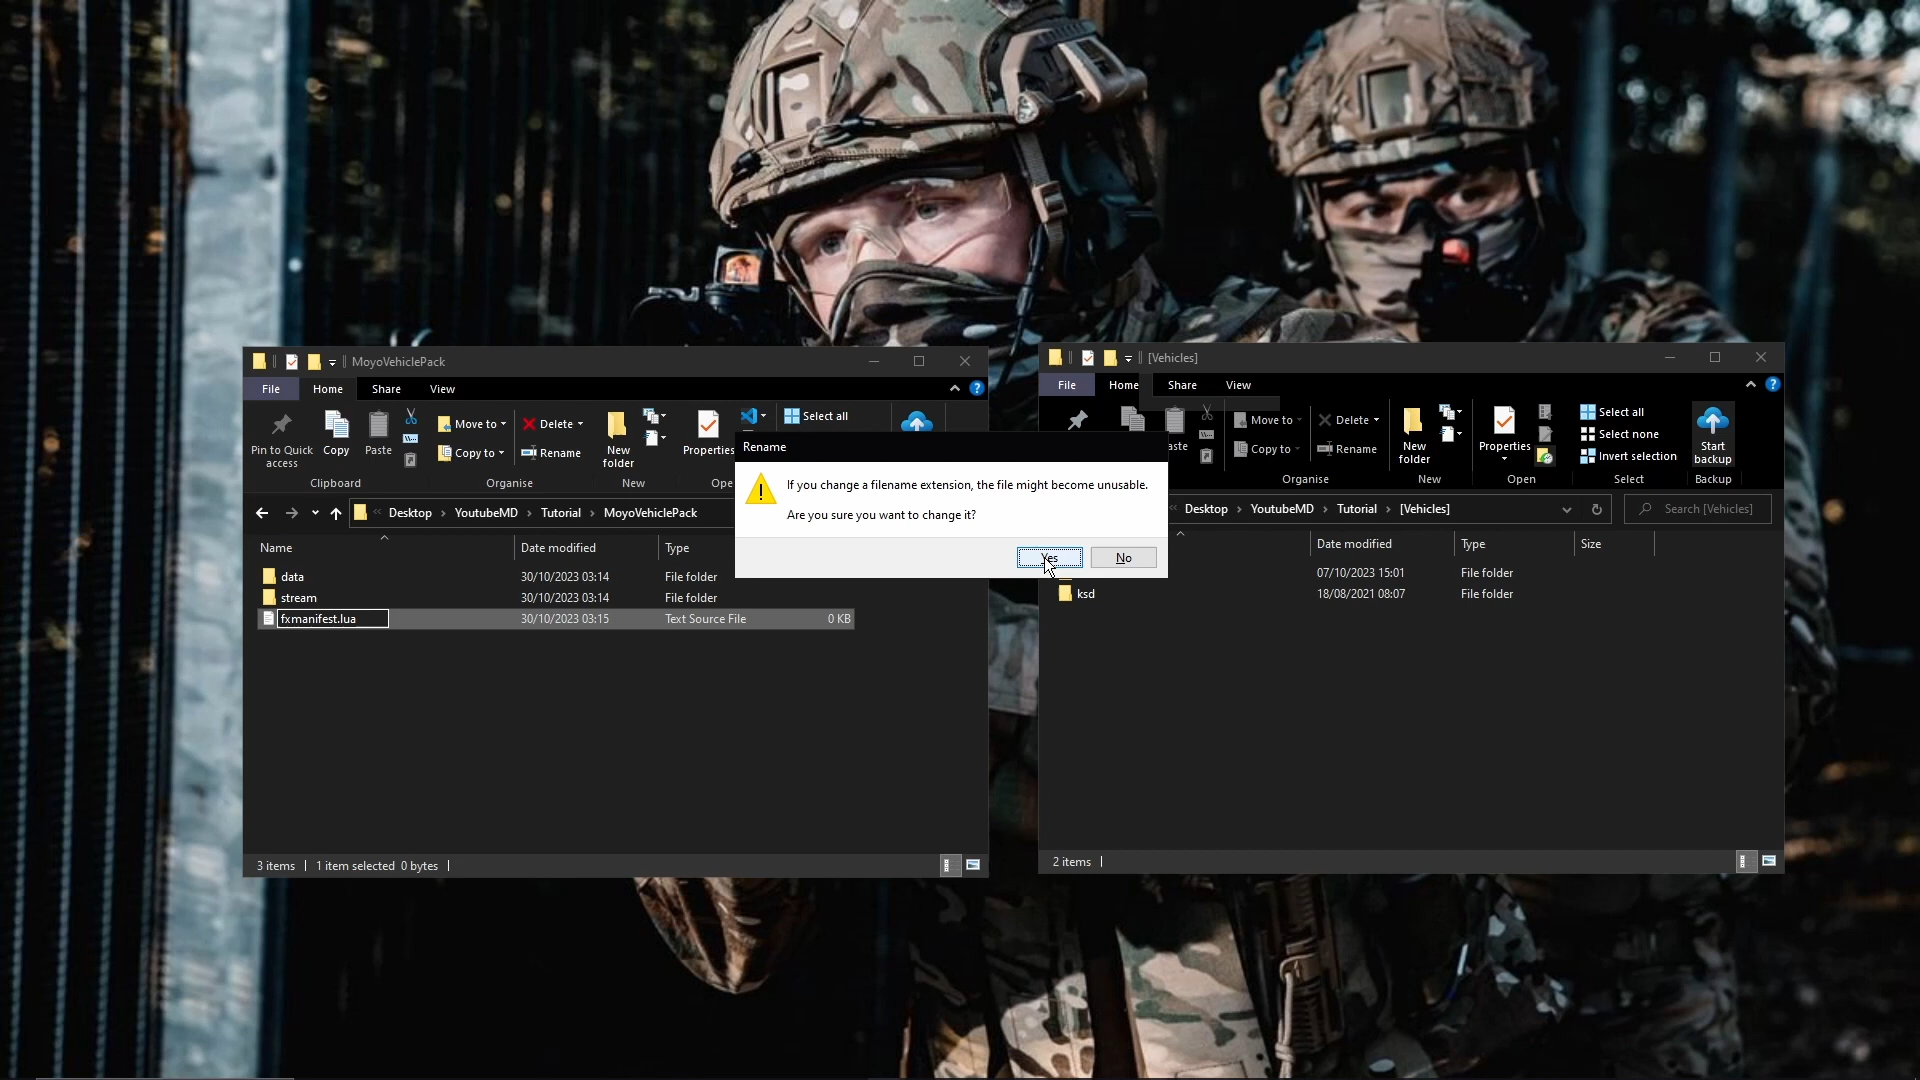 MoyoVehiclePack
File Home Share View
Pin to Quick access
Copy
Paste
Clipboard
Move to
Copy to
Delete
Rename
Organise
New folder
New
Properties
Ope
Select all
Desktop YoutubeMD Tutorial MoyoVehiclePack
Name Date modified Type
data 30/10/2023 03:14 File folder
stream 30/10/2023 03:14 File folder
fxmanifest.lua 30/10/2023 03:15 Text Source File 0 KB
3 items 1 item selected 0 bytes
Rename
If you change a filename extension, the file might become unusable.
Are you sure you want to change it?
Yes No
[Vehicles]
File Home Share View
aste
Move to
Copy to
Delete
Rename
Organise
New folder
New
Properties
Open
Select all
Select none
Invert selection
Select
Start backup
Backup
Desktop YoutubeMD Tutorial [Vehicles]
Search [Vehicles]
Date modified Type Size
07/10/2023 15:01 File folder
ksd 18/08/2021 08:07 File folder
2 items